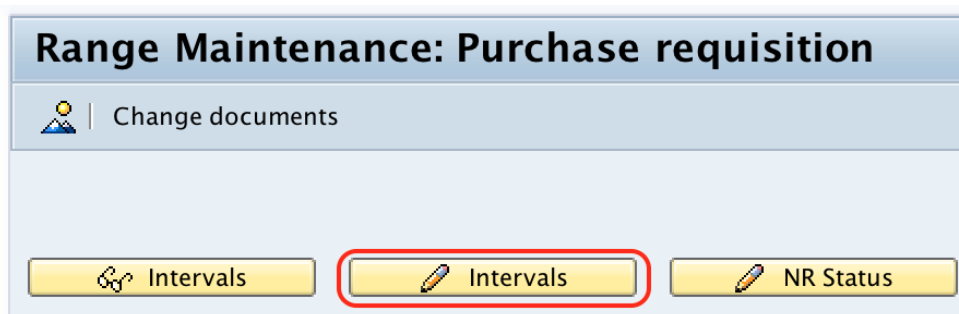 Range Maintenance: Purchase requisition
Change documents
Intervals Intervals NR Status